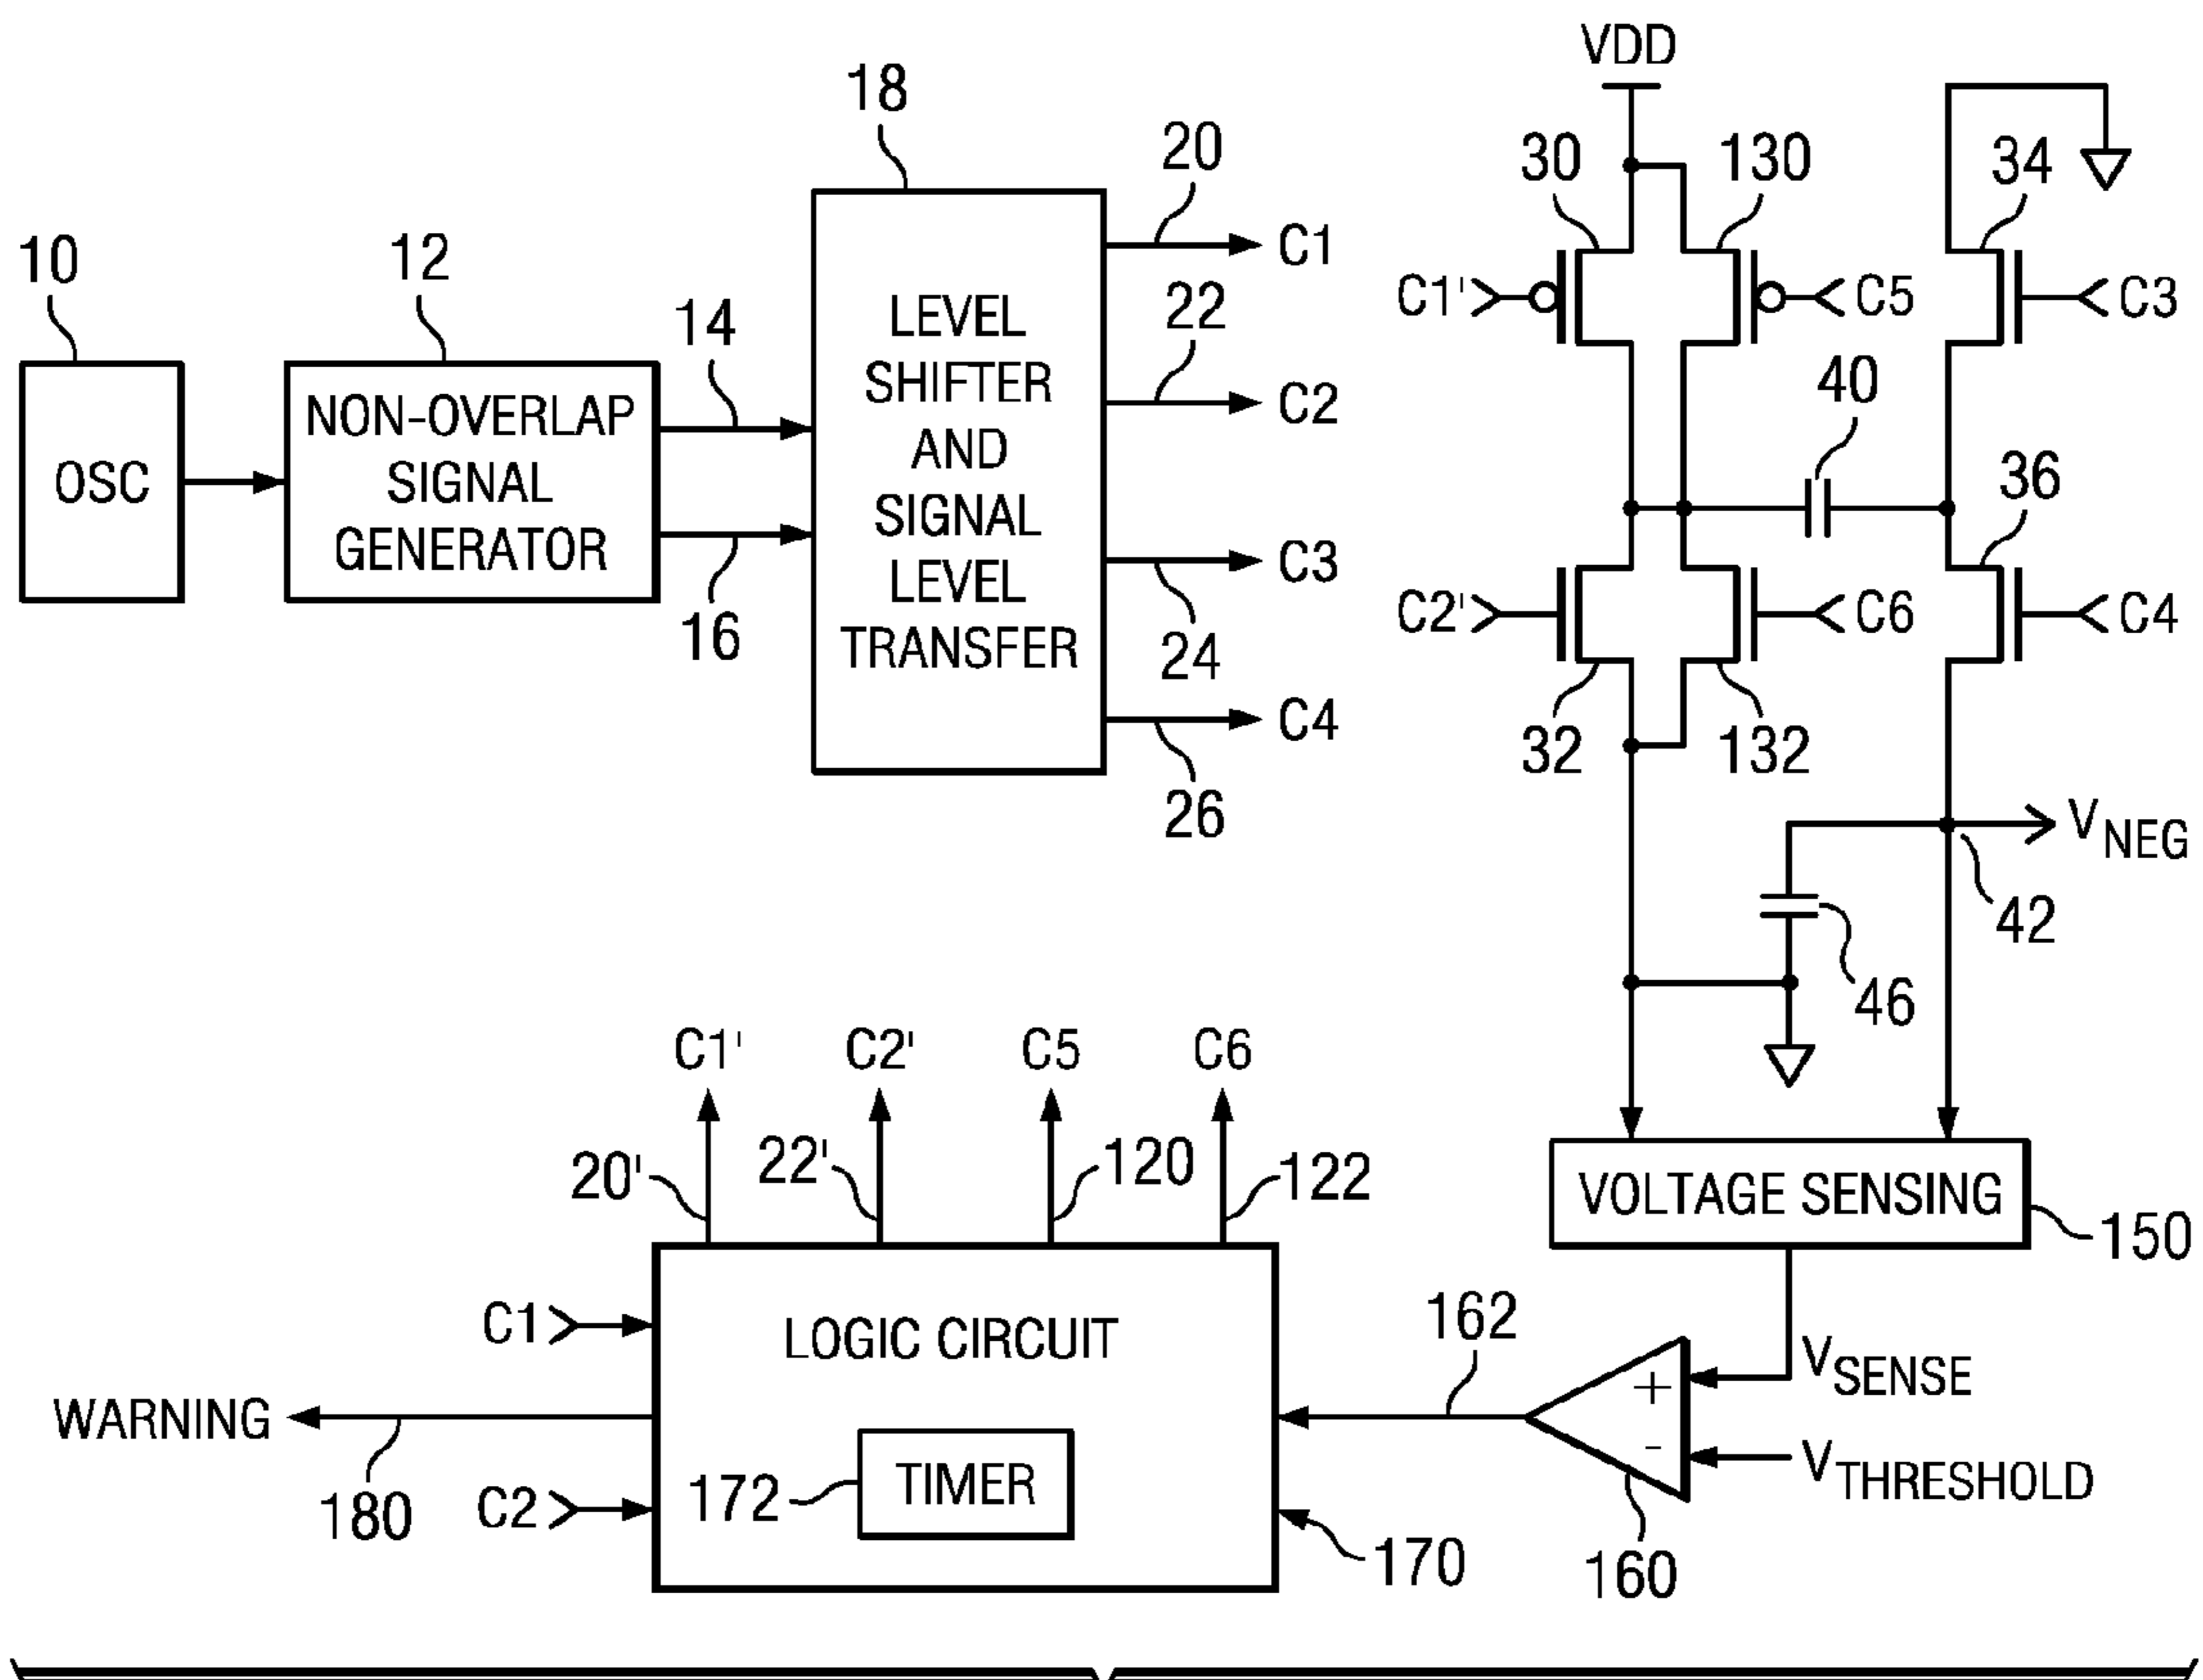 VDD
18
20
30
130
34
10
12
14
C1
C1'
C5
C3
OSC
NON-OVERLAP
SIGNAL
GENERATOR
LEVEL
SHIFTER
AND
SIGNAL
LEVEL
TRANSFER
22
C2
40
36
16
C3
24
C2'
C6
C4
C4
26
32
132
VNEG
42
46
C1'
C2'
C5
C6
20'
22'
120
122
VOLTAGE SENSING
150
C1
LOGIC CIRCUIT
162
+
-
VSENSE
VTHRESHOLD
WARNING
180
C2
172
TIMER
170
160